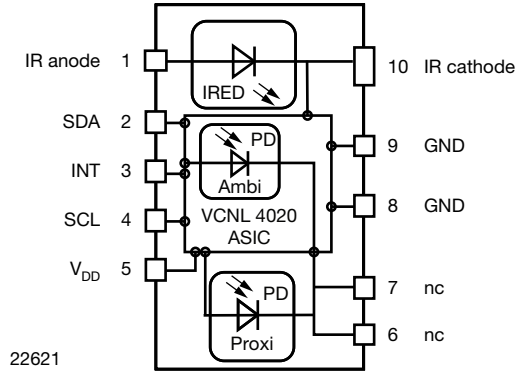 IR anode 1
10 IR cathode
IRED
SDA 2
PD
9 GND
INT 3
Ambi
SCL 4
VCNL 4020
8 GND
ASIC
VDD 5
PD
7 nc
Proxi
6 nc
22621